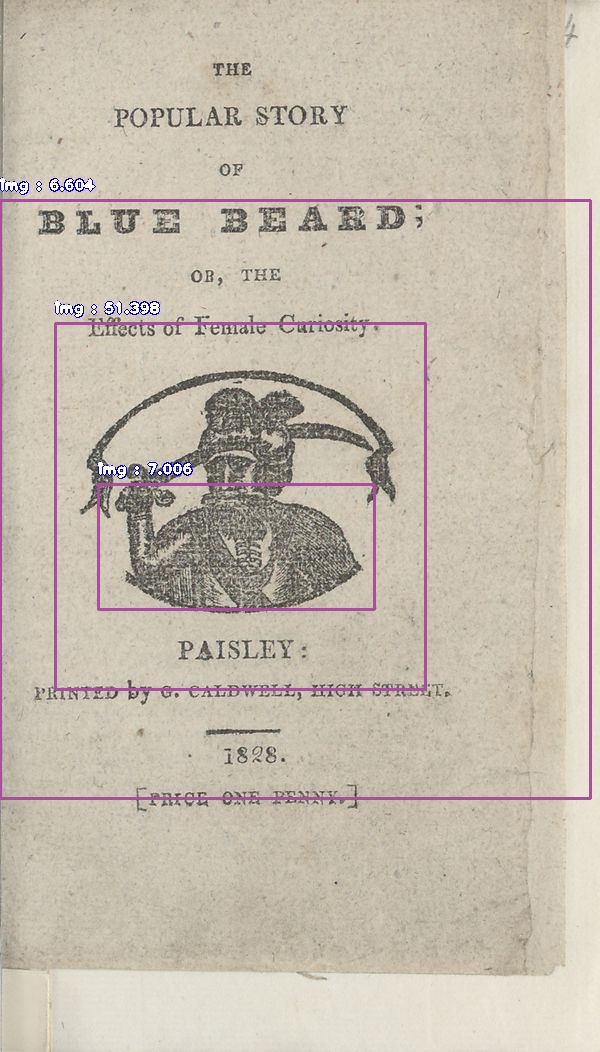 4
THE
POPULAR STORY
OF
img : 6.604
BLUE BEARD;
OR, THE
img : 51.398
Effects of Female Curiosity.
img : 7.006
PAISLEY:
PRINTED by G. CALDWELL, HIGH STREET.
1828.
[PRICE ONE PENNY.]